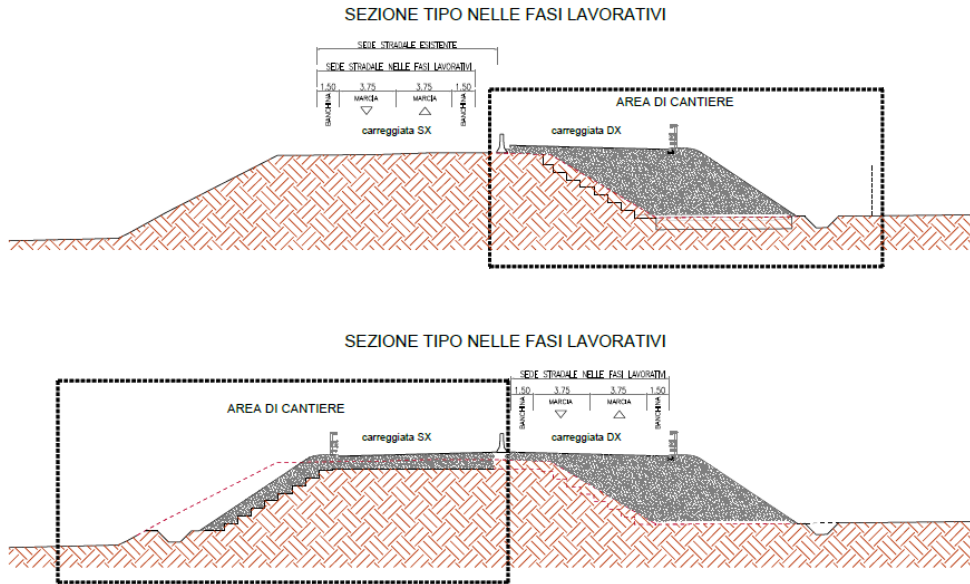 SEZIONE TIPO NELLE FASI LAVORATIVI
SEDE STRADALE ESISTENTE
SEDE STRADALE NELLE FASI LAVORATIVI
1.50 3.75 3.75 1.50
BANCHINA MARCIA MARCIA BANCHINA
AREA DI CANTIERE
carreggiata SX carreggiata DX
SEZIONE TIPO NELLE FASI LAVORATIVI
SEDE STRADALE NELLE FASI LAVORATIVI
1.50 3.75 3.75 1.50
BANCHINA MARCIA MARCIA BANCHINA
AREA DI CANTIERE
carreggiata SX carreggiata DX